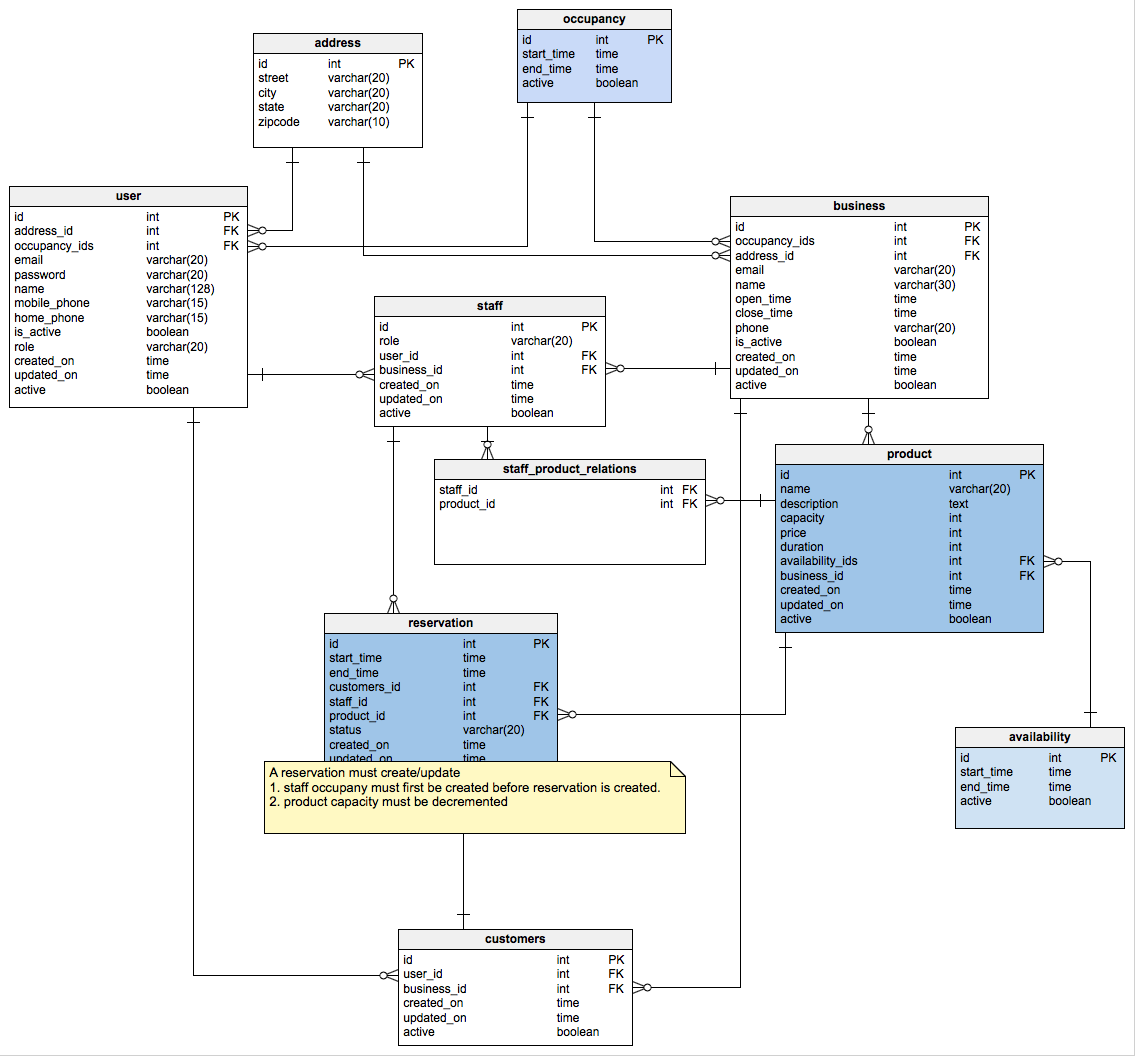 occupancy
id int PK
start_time time
end_time time
active boolean
address
id int PK
street varchar(20)
city varchar(20)
state varchar(20)
zipcode varchar(10)
user
id int PK
address_id int FK
occupancy_ids int FK
email varchar(20)
password varchar(20)
name varchar(128)
mobile_phone varchar(15)
home_phone varchar(15)
is_active boolean
role varchar(20)
created_on time
updated_on time
active boolean
business
id int PK
occupancy_ids int FK
address_id int FK
email varchar(20)
name varchar(30)
open_time time
close_time time
phone varchar(20)
is_active boolean
created_on time
updated_on time
active boolean
staff
id int PK
role varchar(20)
user_id int FK
business_id int FK
created_on time
updated_on time
active boolean
staff_product_relations
staff_id int FK
product_id int FK
product
id int PK
name varchar(20)
description text
capacity int
price int
duration int
availability_ids int FK
business_id int FK
created_on time
updated_on time
active boolean
reservation
id int PK
start_time time
end_time time
customers_id int FK
staff_id int FK
product_id int FK
status varchar(20)
created_on time
updated_on time
A reservation must create/update
1. staff occupany must first be created before reservation is created.
2. product capacity must be decremented
availability
id int PK
start_time time
end_time time
active boolean
customers
id int PK
user_id int FK
business_id int FK
created_on time
updated_on time
active boolean